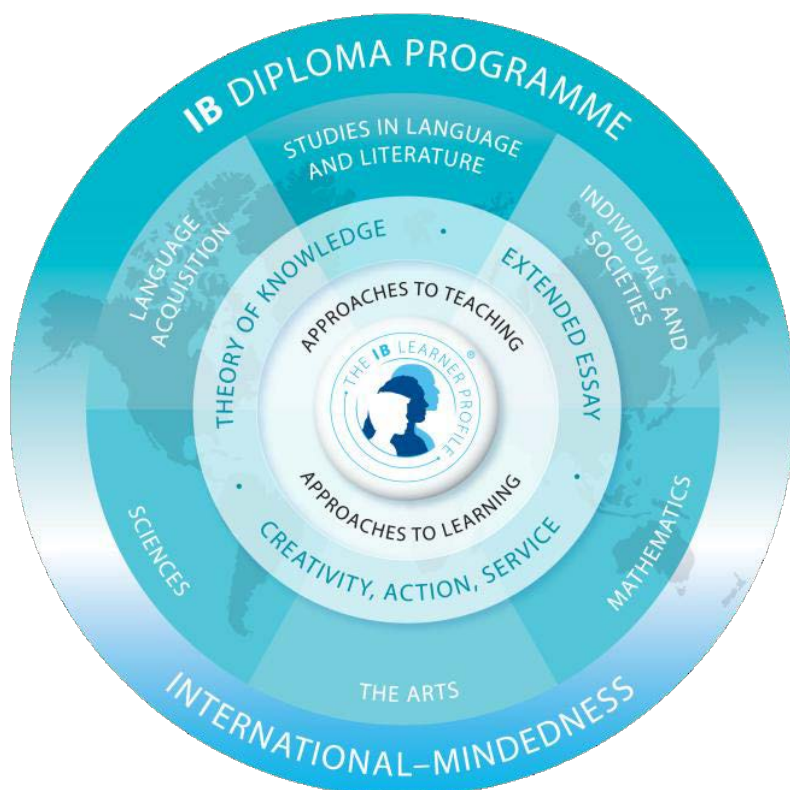 IB DIPLOMA PROGRAMME
STUDIES IN LANGUAGE
AND LITERATURE
LANGUAGE
ACQUISITION
INDIVIDUALS AND
SOCIETIES
THEORY OF KNOWLEDGE
EXTENDED ESSAY
APPROACHES TO TEACHING
THE IB LEARNER PROFILE ®
APPROACHES TO LEARNING
CREATIVITY, ACTION, SERVICE
SCIENCES
MATHEMATICS
THE ARTS
INTERNATIONAL–MINDEDNESS